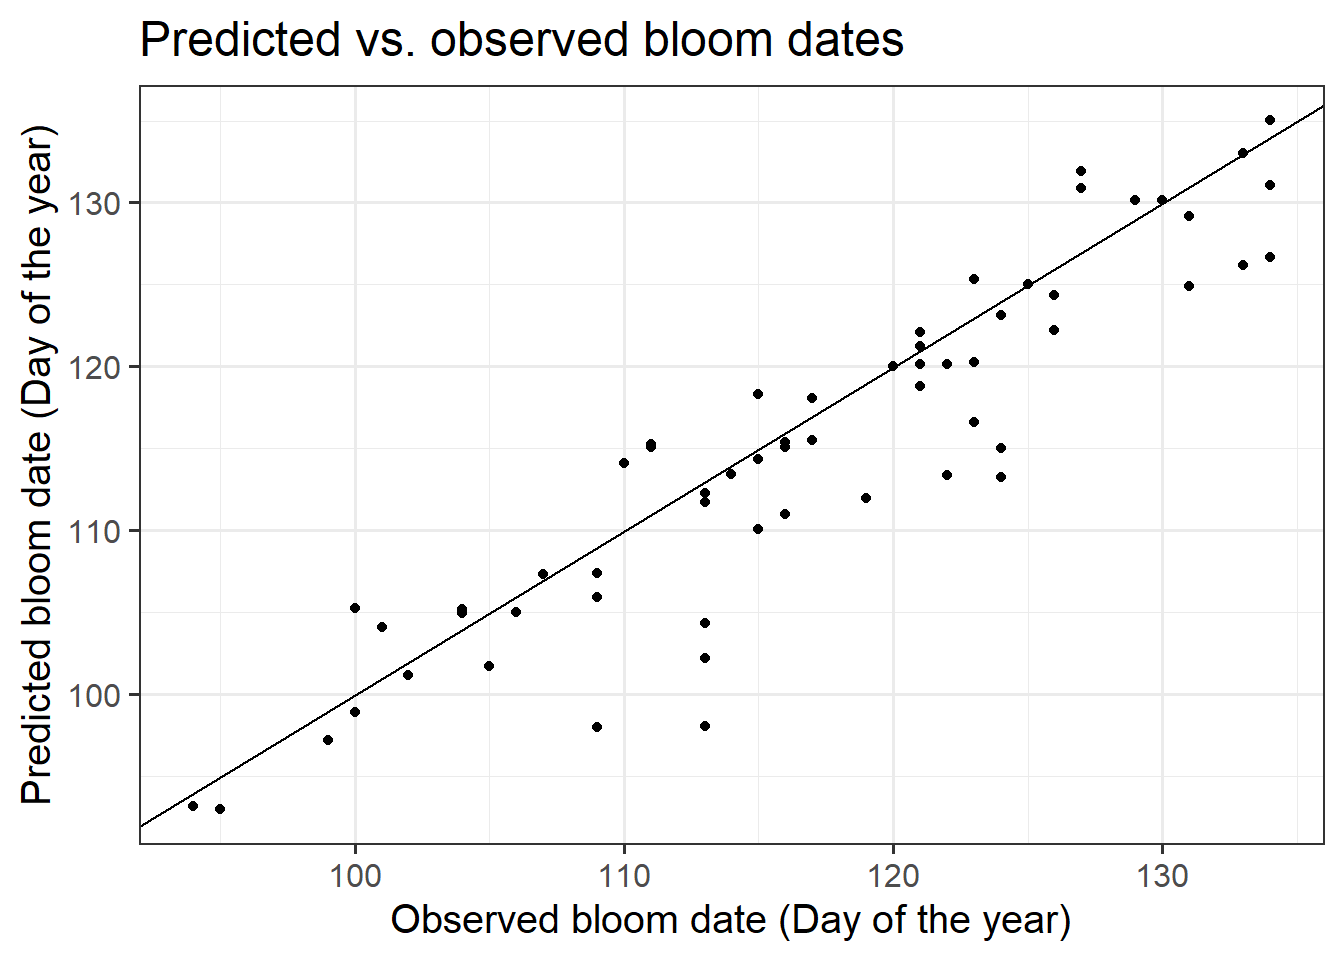 Predicted vs. observed bloom dates
Predicted bloom date (Day of the year)
130
120
110
100
100
110
120
130
Observed bloom date (Day of the year)